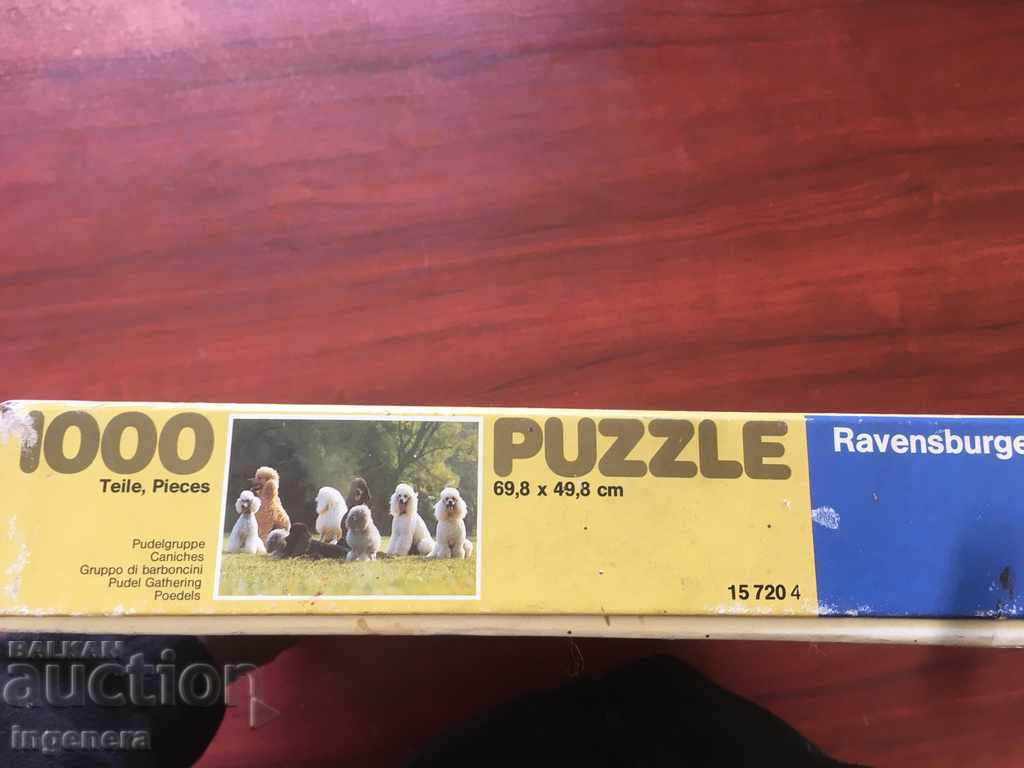 1000
Teile, Pieces
Pudelgruppe
Caniches
Gruppo di barboncini
Pudel Gathering
Poedels
PUZZLE
69,8 x 49,8 cm
15 720 4
Ravensburge
BALKAN
auction
ingenera